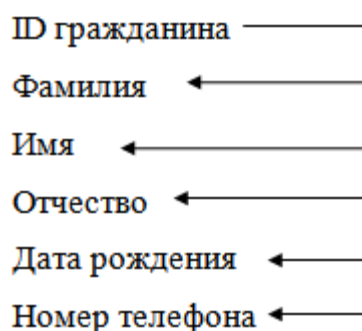 ID гражданина
Фамилия
Имя
Отчество
Дата рождения
Номер телефона